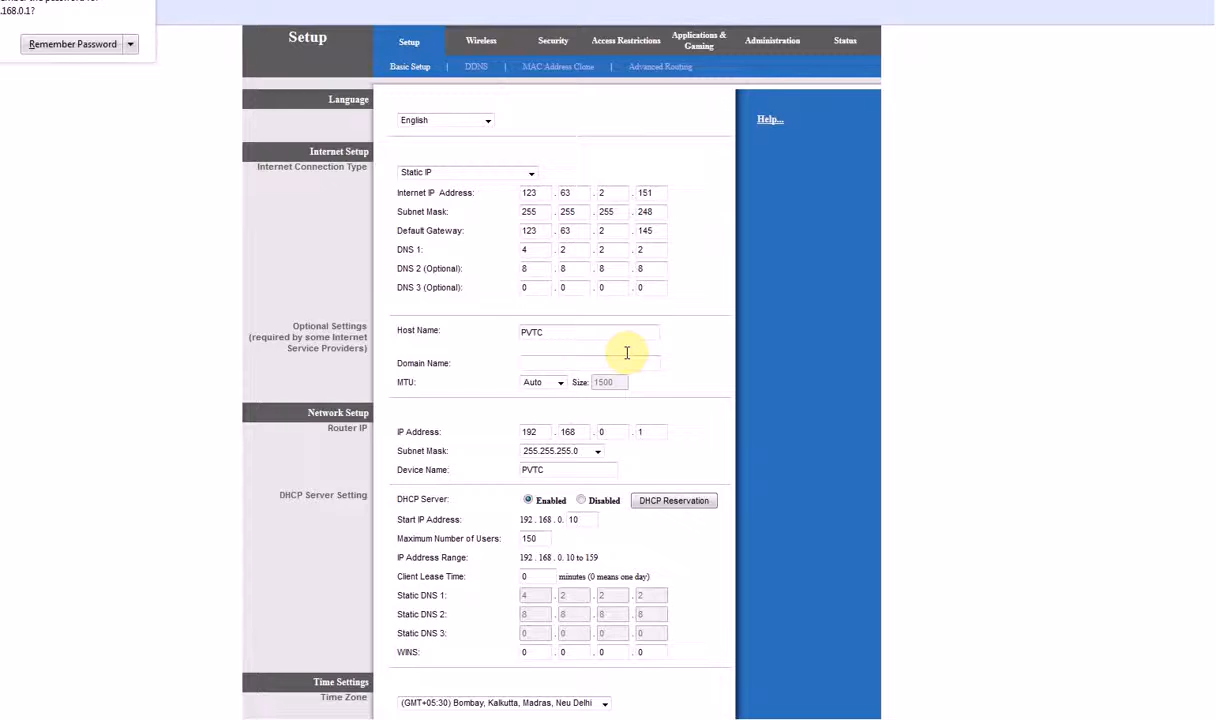 .168.0.1?
Remember Password
Setup
Setup Wireless Security Access Restrictions Applications & Gaming Administration Status
Basic Setup | DDNS | MAC Address Clone | Advanced Routing
Language
English
Help...
Internet Setup
Internet Connection Type
Static IP
Internet IP Address: 123 . 63 . 2 . 151
Subnet Mask: 255 . 255 . 255 . 248
Default Gateway: 123 . 63 . 2 . 145
DNS 1: 4 . 2 . 2 . 2
DNS 2 (Optional): 8 . 8 . 8 . 8
DNS 3 (Optional): 0 . 0 . 0 . 0
Optional Settings
(required by some Internet
Service Providers)
Host Name: PVTC
Domain Name:
MTU: Auto Size: 1500
Network Setup
Router IP
IP Address: 192 . 168 . 0 . 1
Subnet Mask: 255.255.255.0
Device Name: PVTC
DHCP Server Setting
DHCP Server: Enabled Disabled DHCP Reservation
Start IP Address: 192 . 168 . 0. 10
Maximum Number of Users: 150
IP Address Range: 192 . 168 . 0. 10 to 159
Client Lease Time: 0 minutes (0 means one day)
Static DNS 1: 4 . 2 . 2 . 2
Static DNS 2: 8 . 8 . 8 . 8
Static DNS 3: 0 . 0 . 0 . 0
WINS: 0 . 0 . 0 . 0
Time Settings
Time Zone
(GMT+05:30) Bombay, Kalkutta, Madras, Neu Delhi